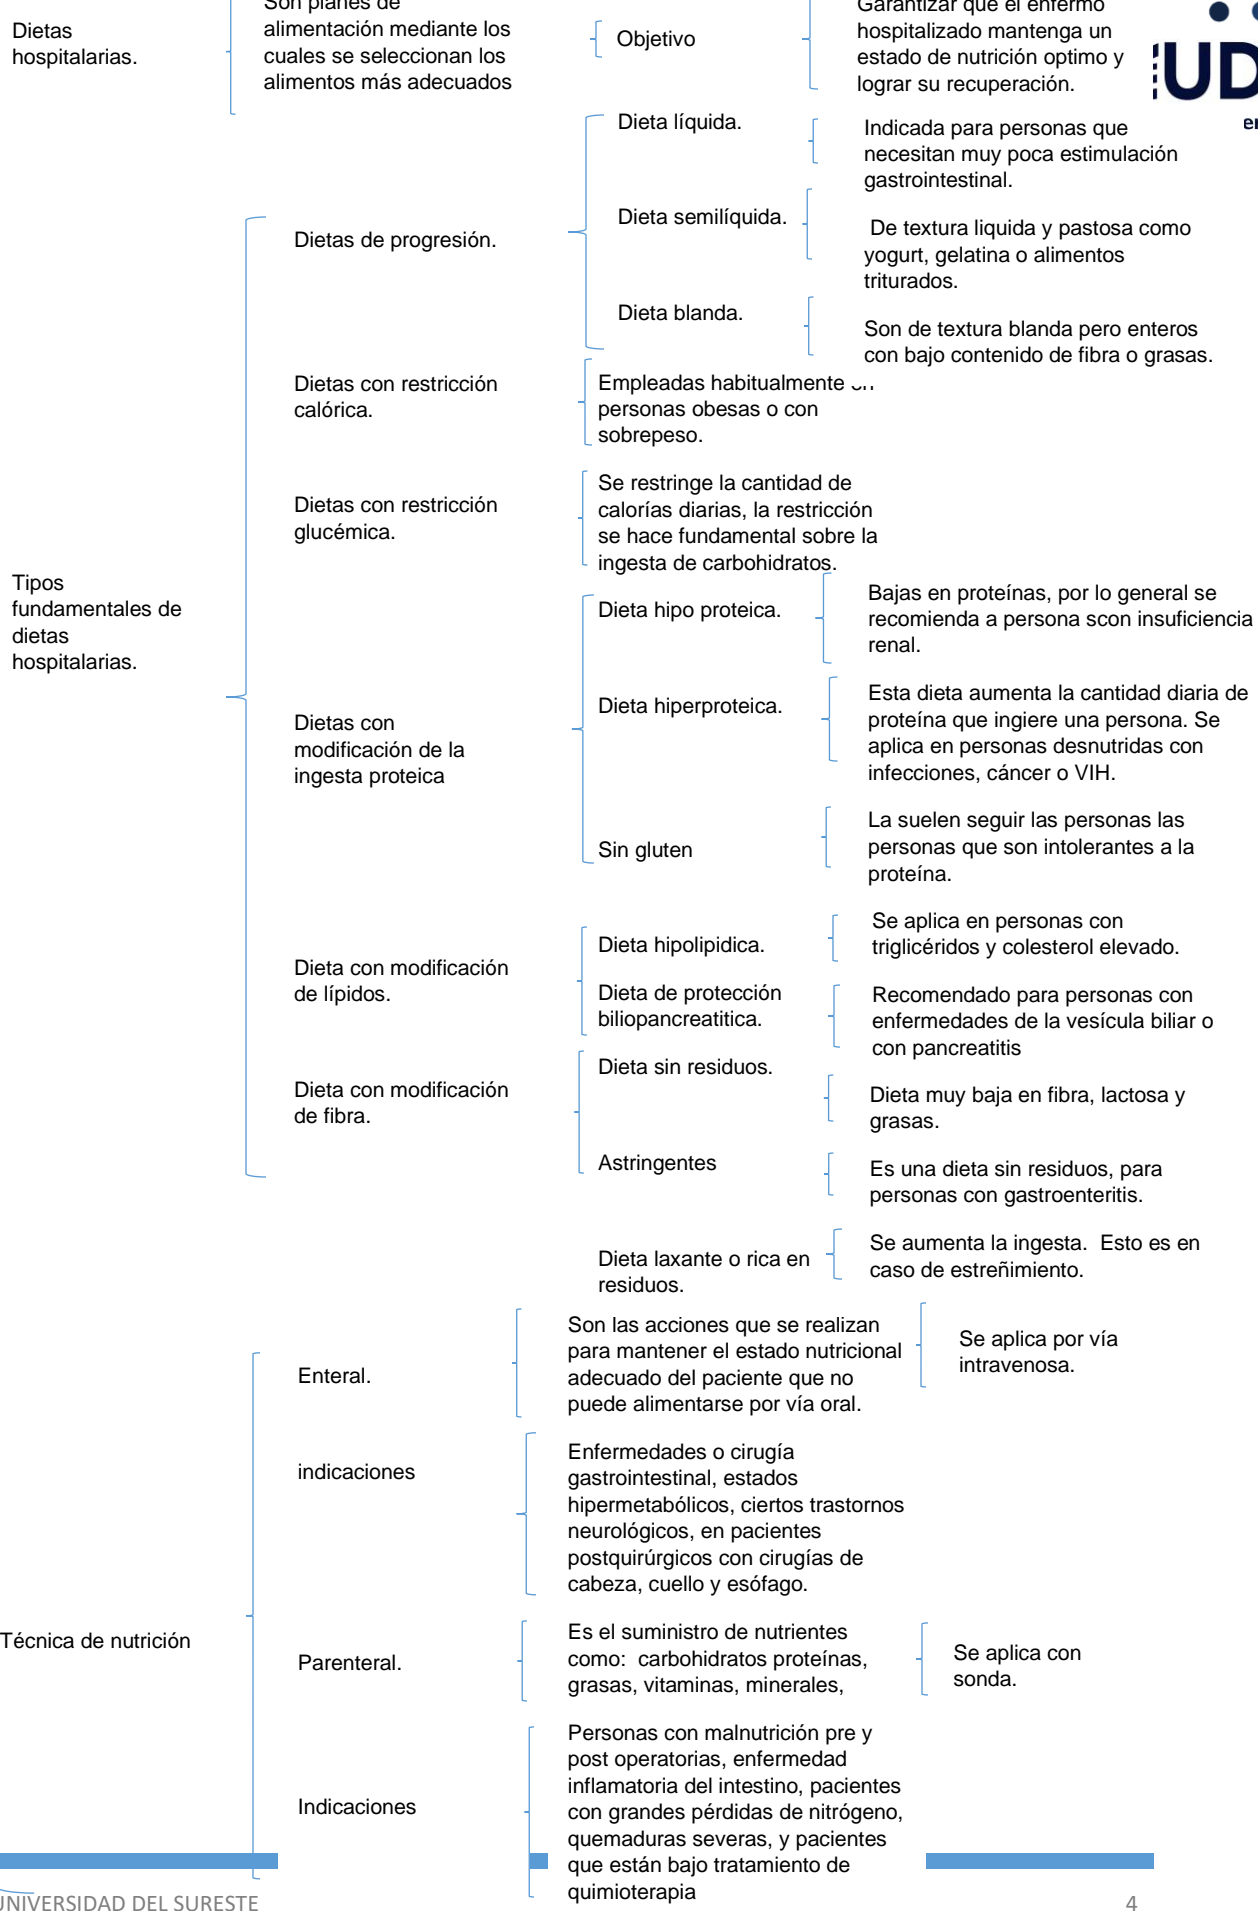 Dietas
hospitalarias.
Son planes de
alimentación mediante los
cuales se seleccionan los
alimentos más adecuados
Objetivo
Garantizar que el enfermo
hospitalizado mantenga un
estado de nutrición optimo y
lograr su recuperación.
UD
Tipos
fundamentales de
dietas
hospitalarias.
Dietas de progresión.
Dieta líquida.
Indicada para personas que
necesitan muy poca estimulación
gastrointestinal.
Dieta semilíquida.
De textura liquida y pastosa como
yogurt, gelatina o alimentos
triturados.
Dieta blanda.
Son de textura blanda pero enteros
con bajo contenido de fibra o grasas.
Dietas con restricción
calórica.
Empleadas habitualmente en
personas obesas o con
sobrepeso.
Dietas con restricción
glucémica.
Se restringe la cantidad de
calorías diarias, la restricción
se hace fundamental sobre la
ingesta de carbohidratos.
Dietas con
modificación de la
ingesta proteica
Dieta hipo proteica.
Bajas en proteínas, por lo general se
recomienda a persona scon insuficiencia
renal.
Dieta hiperproteica.
Esta dieta aumenta la cantidad diaria de
proteína que ingiere una persona. Se
aplica en personas desnutridas con
infecciones, cáncer o VIH.
Sin gluten
La suelen seguir las personas las
personas que son intolerantes a la
proteína.
Dieta con modificación
de lípidos.
Dieta hipolipidica.
Se aplica en personas con
triglicéridos y colesterol elevado.
Dieta de protección
biliopancreatitica.
Recomendado para personas con
enfermedades de la vesícula biliar o
con pancreatitis
Dieta con modificación
de fibra.
Dieta sin residuos.
Dieta muy baja en fibra, lactosa y
grasas.
Astringentes
Es una dieta sin residuos, para
personas con gastroenteritis.
Dieta laxante o rica en
residuos.
Se aumenta la ingesta.  Esto es en
caso de estreñimiento.
Técnica de nutrición
Enteral.
Son las acciones que se realizan
para mantener el estado nutricional
adecuado del paciente que no
puede alimentarse por vía oral.
Se aplica por vía
intravenosa.
indicaciones
Enfermedades o cirugía
gastrointestinal, estados
hipermetabólicos, ciertos trastornos
neurológicos, en pacientes
postquirúrgicos con cirugías de
cabeza, cuello y esófago.
Parenteral.
Es el suministro de nutrientes
como:  carbohidratos proteínas,
grasas, vitaminas, minerales,
Se aplica con
sonda.
Indicaciones
Personas con malnutrición pre y
post operatorias, enfermedad
inflamatoria del intestino, pacientes
con grandes pérdidas de nitrógeno,
quemaduras severas, y pacientes
que están bajo tratamiento de
quimioterapia
UNIVERSIDAD DEL SURESTE
4